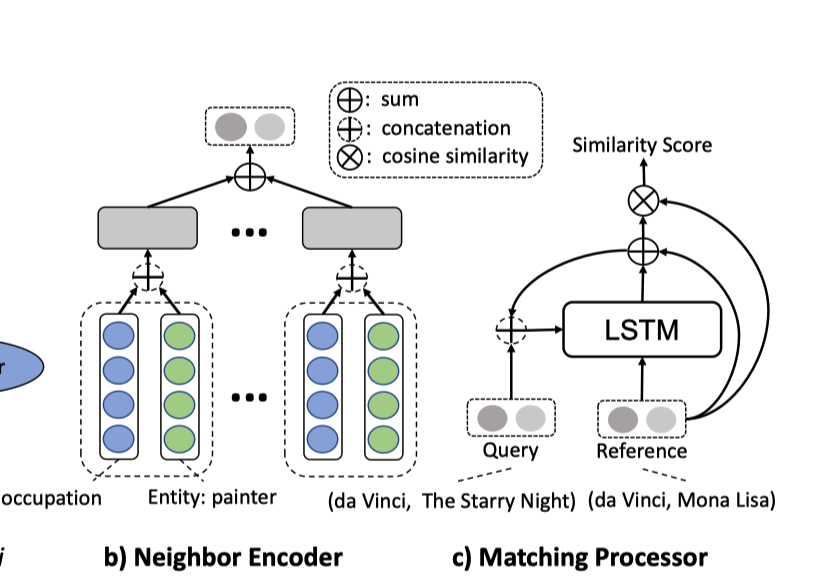 : sum
: concatenation
: cosine similarity
Similarity Score
r
LSTM
Query
Reference
occupation
Entity: painter
(da Vinci, The Starry Night)
(da Vinci, Mona Lisa)
i
b) Neighbor Encoder
c) Matching Processor